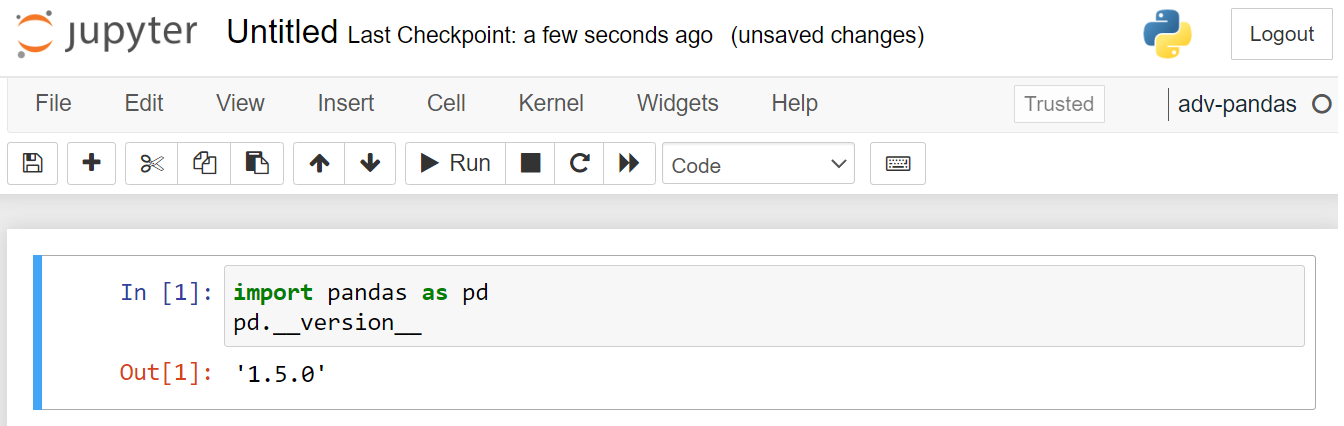 jupyter Untitled Last Checkpoint: a few seconds ago (unsaved changes) Logout
File Edit View Insert Cell Kernel Widgets Help Trusted adv-pandas
Run Code
In [1]: import pandas as pd
pd.__version__
Out[1]: '1.5.0'